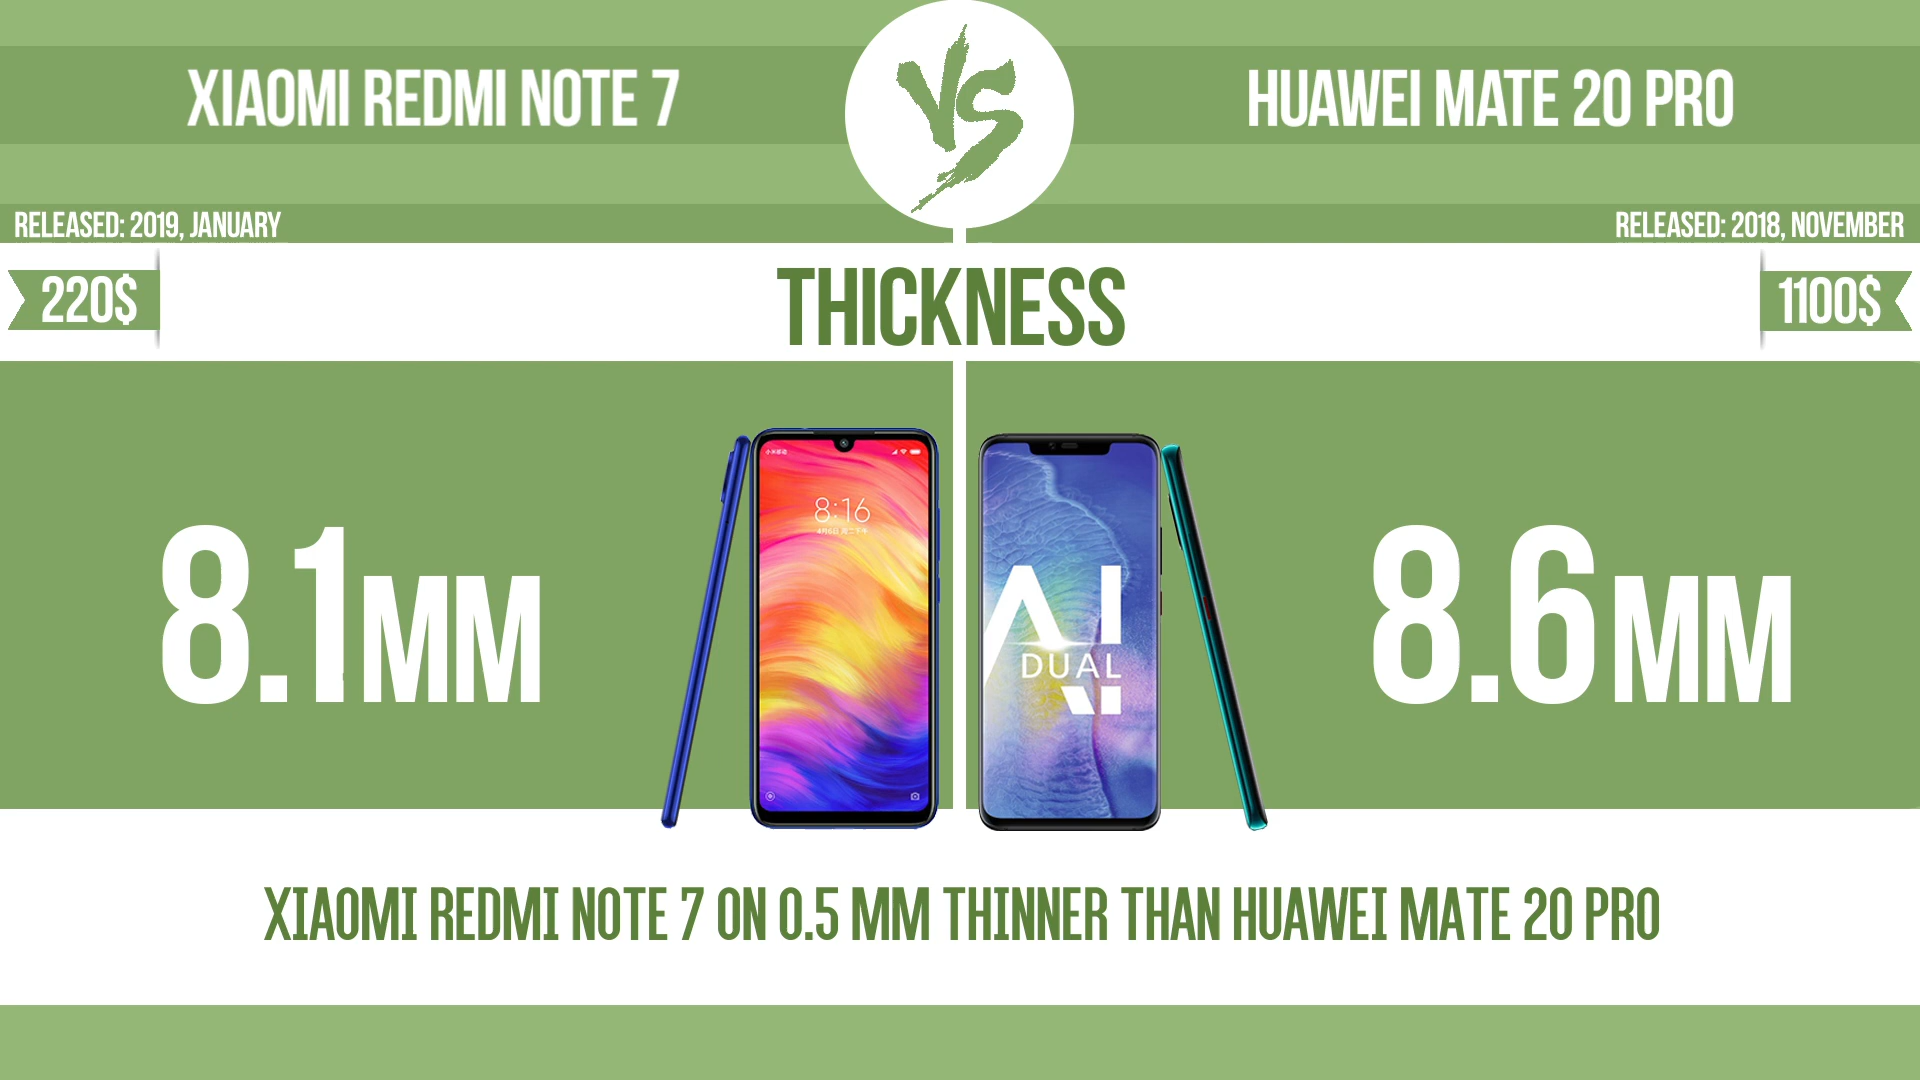 XIAOMI REDMI NOTE 7
VS
HUAWEI MATE 20 PRO
RELEASED: 2019, JANUARY
RELEASED: 2018, NOVEMBER
220$
THICKNESS
1100$
8.1MM
8:16
AI
DUAL
8.6MM
XIAOMI REDMI NOTE 7 ON 0.5 MM THINNER THAN HUAWEI MATE 20 PRO